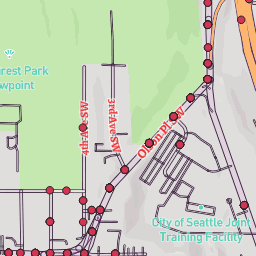 rest Park
wpoint
4th Ave SW
3rd Ave SW
Olson Pl SW
City of Seattle Joint
Training Facility